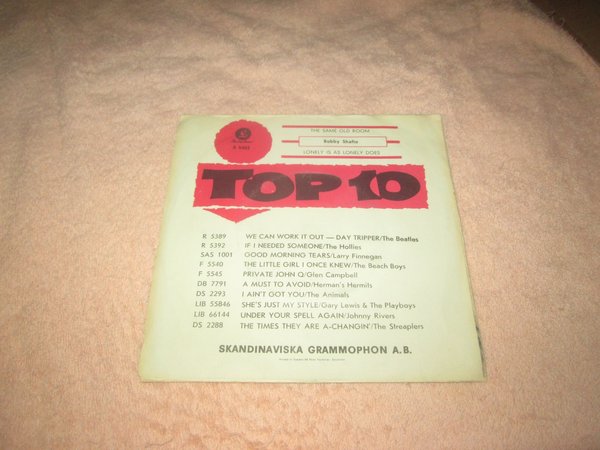 THE SAME OLD ROOM
Bobby Shafto
LONELY IS AS LONELY DOES
TOP 10
R 5389 WE CAN WORK IT OUT — DAY TRIPPER/The Beatles
R 5392 IF I NEEDED SOMEONE/The Hollies
SAS 1001 GOOD MORNING TEARS/Larry Finnegan
F 5540 THE LITTLE GIRL I ONCE KNEW/The Beach Boys
F 5545 PRIVATE JOHN Q/Glen Campbell
DB 7791 A MUST TO AVOID/Herman's Hermits
DS 2293 I AIN'T GOT YOU/The Animals
LIB 55846 SHE'S JUST MY STYLE/Gary Lewis & The Playboys
LIB 66144 UNDER YOUR SPELL AGAIN/Johnny Rivers
DS 2288 THE TIMES THEY ARE A-CHANGIN'/The Streaplers
SKANDINAVISKA GRAMMOPHON A.B.